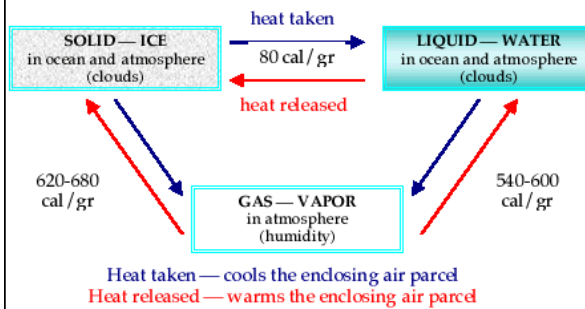 heat taken
SOLID — ICE
in ocean and atmosphere
(clouds)
80 cal/gr
LIQUID — WATER
in ocean and atmosphere
(clouds)
heat released
620-680
cal/gr
540-600
cal/gr
GAS — VAPOR
in atmosphere
(humidity)
Heat taken — cools the enclosing air parcel
Heat released — warms the enclosing air parcel